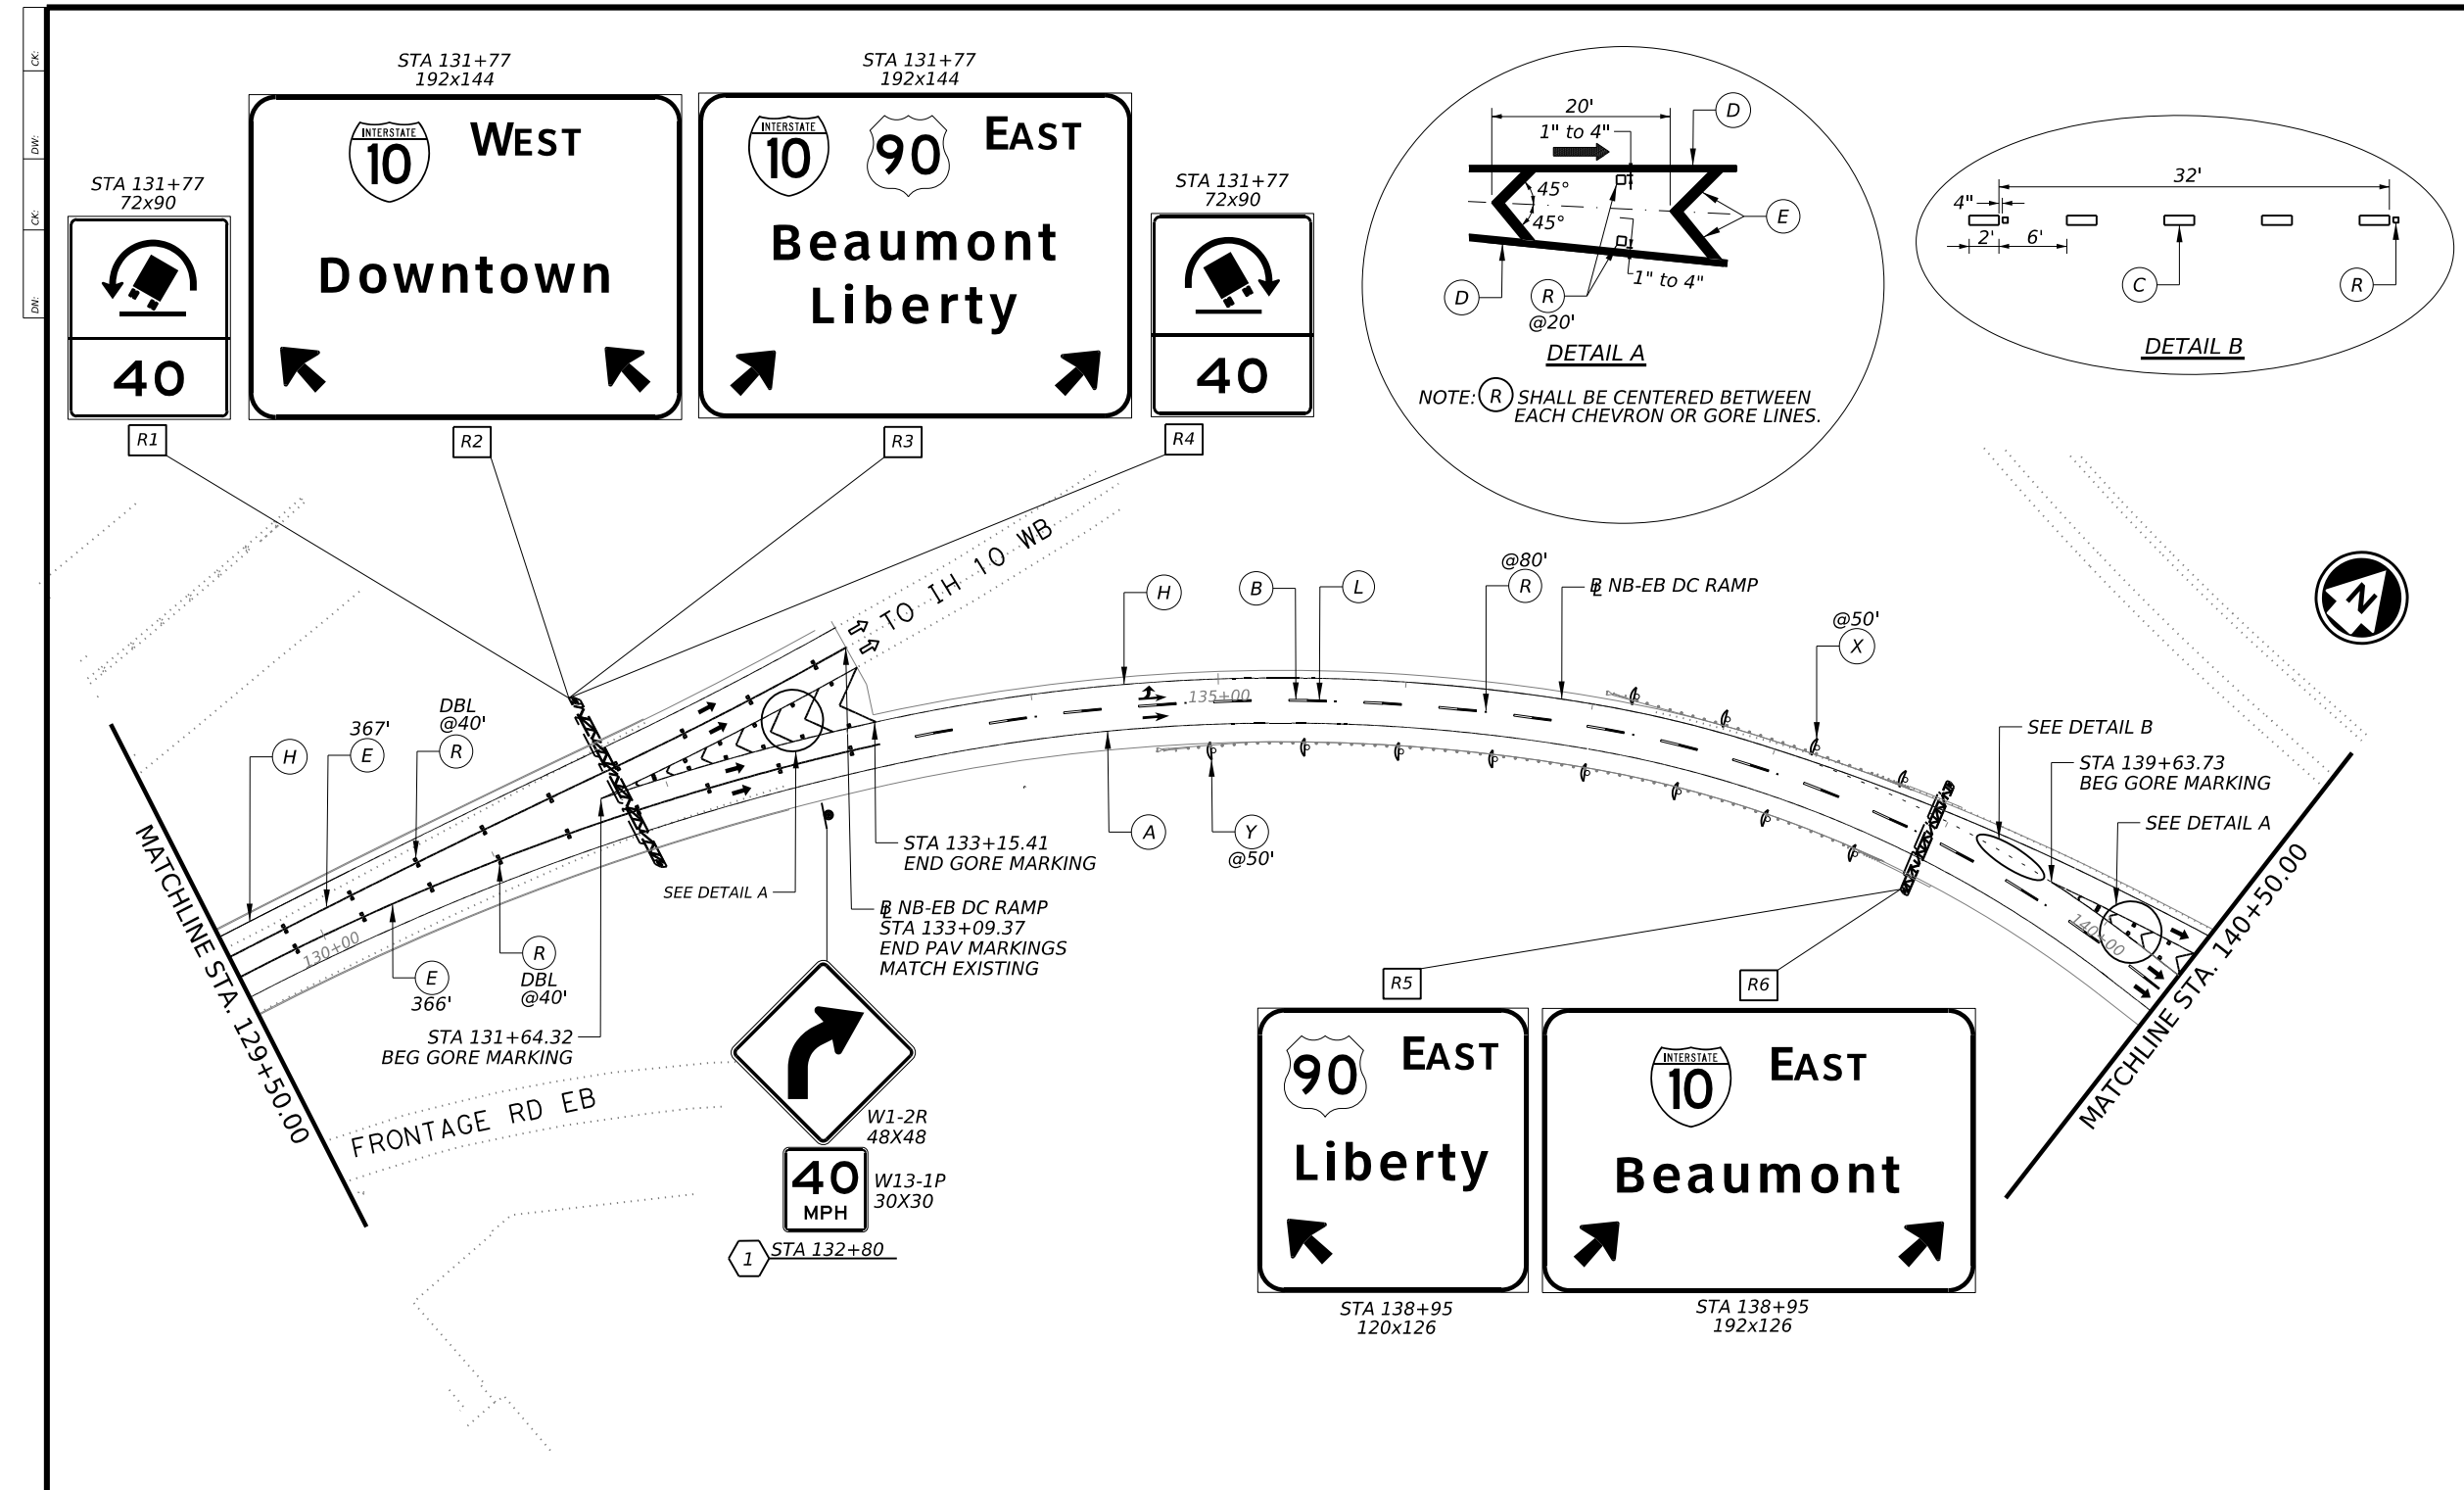 CK:
DW:
CK:
DN:
STA 131+77
72x90
40
R1
STA 131+77
192x144
INTERSTATE
10
WEST
Downtown
R2
STA 131+77
192x144
INTERSTATE
10
90
EAST
Beaumont
Liberty
R3
STA 131+77
72x90
40
R4
20'
1" to 4"
D
45°
45°
E
1" to 4"
D
R
@20'
DETAIL A
NOTE: R SHALL BE CENTERED BETWEEN
EACH CHEVRON OR GORE LINES.
32'
4"
2'
6'
C
R
DETAIL B
TO IH 10 WB
H
B
L
@80'
R
BL NB-EB DC RAMP
@50'
X
N
H
367'
E
DBL
@40'
R
135+00
SEE DETAIL B
STA 139+63.73
BEG GORE MARKING
SEE DETAIL A
MATCHLINE STA. 129+50.00
130+00
E
366'
R
DBL
@40'
SEE DETAIL A
STA 133+15.41
END GORE MARKING
A
Y
@50'
140+00
MATCHLINE STA. 140+50.00
BL NB-EB DC RAMP
STA 133+09.37
END PAV MARKINGS
MATCH EXISTING
STA 131+64.32
BEG GORE MARKING
FRONTAGE RD EB
W1-2R
48X48
40
MPH
W13-1P
30X30
1
STA 132+80
R5
90
EAST
Liberty
STA 138+95
120x126
R6
INTERSTATE
10
EAST
Beaumont
STA 138+95
192x126